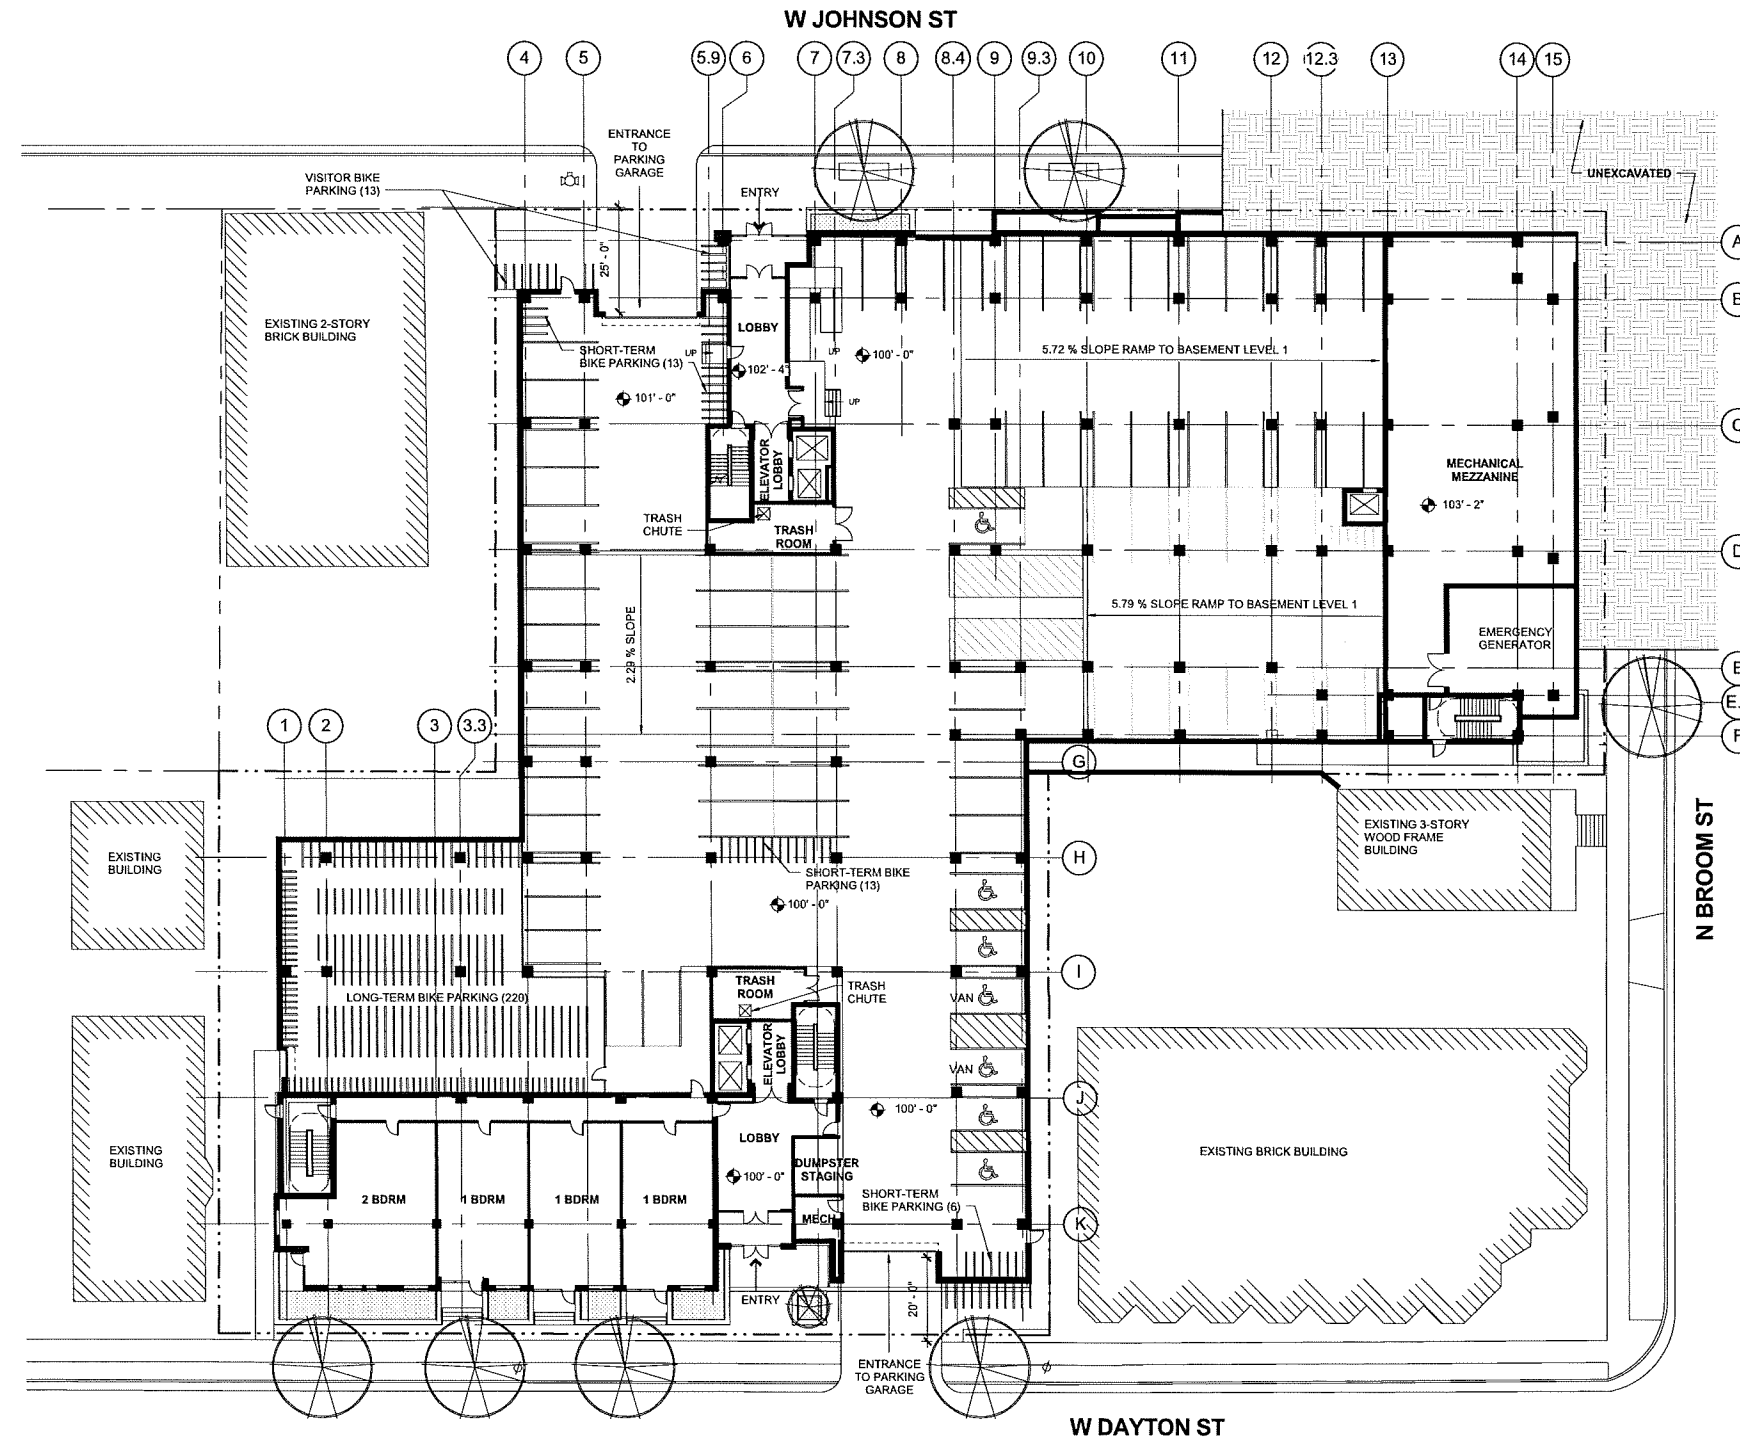 W JOHNSON ST
4 5 5.9 6 7 7.3 8 8.4 9 9.3 10 11 12 12.3 13 14 15
ENTRANCE
TO
PARKING
GARAGE
VISITOR BIKE
PARKING (13)
ENTRY
UNEXCAVATED
25' - 0"
A
B
EXISTING 2-STORY
BRICK BUILDING
LOBBY
SHORT-TERM
BIKE PARKING (13)
UP
UP
100' - 0"
5.72 % SLOPE RAMP TO BASEMENT LEVEL 1
102' - 4"
101' - 0"
UP
C
ELEVATOR
LOBBY
MECHANICAL
MEZZANINE
103' - 2"
TRASH
CHUTE
TRASH
ROOM
D
2.29 % SLOPE
5.79 % SLOPE RAMP TO BASEMENT LEVEL 1
EMERGENCY
GENERATOR
E
E.
F
1 2 3 3.3
G
EXISTING
BUILDING
EXISTING 3-STORY
WOOD FRAME
BUILDING
N BROOM ST
H
SHORT-TERM BIKE
PARKING (13)
100' - 0"
I
TRASH
ROOM
TRASH
CHUTE
LONG-TERM BIKE PARKING (220)
VAN
ELEVATOR
LOBBY
VAN
J
100' - 0"
EXISTING
BUILDING
LOBBY
EXISTING BRICK BUILDING
DUMPSTER
STAGING
100' - 0"
2 BDRM
1 BDRM
1 BDRM
1 BDRM
SHORT-TERM
BIKE PARKING (6)
MECH
K
ENTRY
20' - 0"
ENTRANCE
TO PARKING
GARAGE
W DAYTON ST